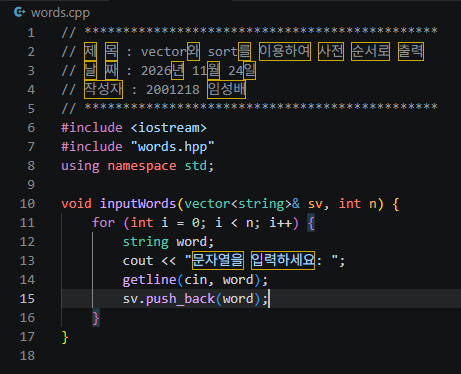 words.cpp
1 // *********************************************
2 // 제 목 : vector와 sort를 이용하여 사전 순서로 출력
3 // 날 짜 : 2026년 11월 24일
4 // 작성자 : 2001218 임성배
5 // *********************************************
6 #include <iostream>
7 #include "words.hpp"
8 using namespace std;
9
10 void inputWords(vector<string>& sv, int n) {
11 for (int i = 0; i < n; i++) {
12 string word;
13 cout << "문자열을 입력하세요: ";
14 getline(cin, word);
15 sv.push_back(word);
16 }
17 }
18